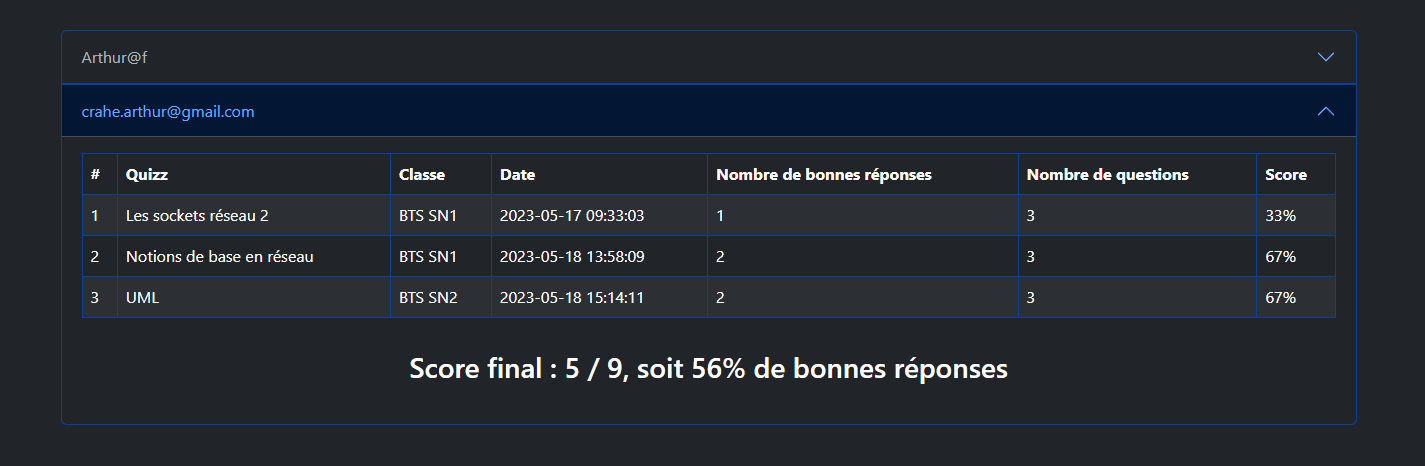 Arthur@f
crahe.arthur@gmail.com
# Quizz Classe Date Nombre de bonnes réponses Nombre de questions Score
1 Les sockets réseau 2 BTS SN1 2023-05-17 09:33:03 1 3 33%
2 Notions de base en réseau BTS SN1 2023-05-18 13:58:09 2 3 67%
3 UML BTS SN2 2023-05-18 15:14:11 2 3 67%
Score final : 5 / 9, soit 56% de bonnes réponses